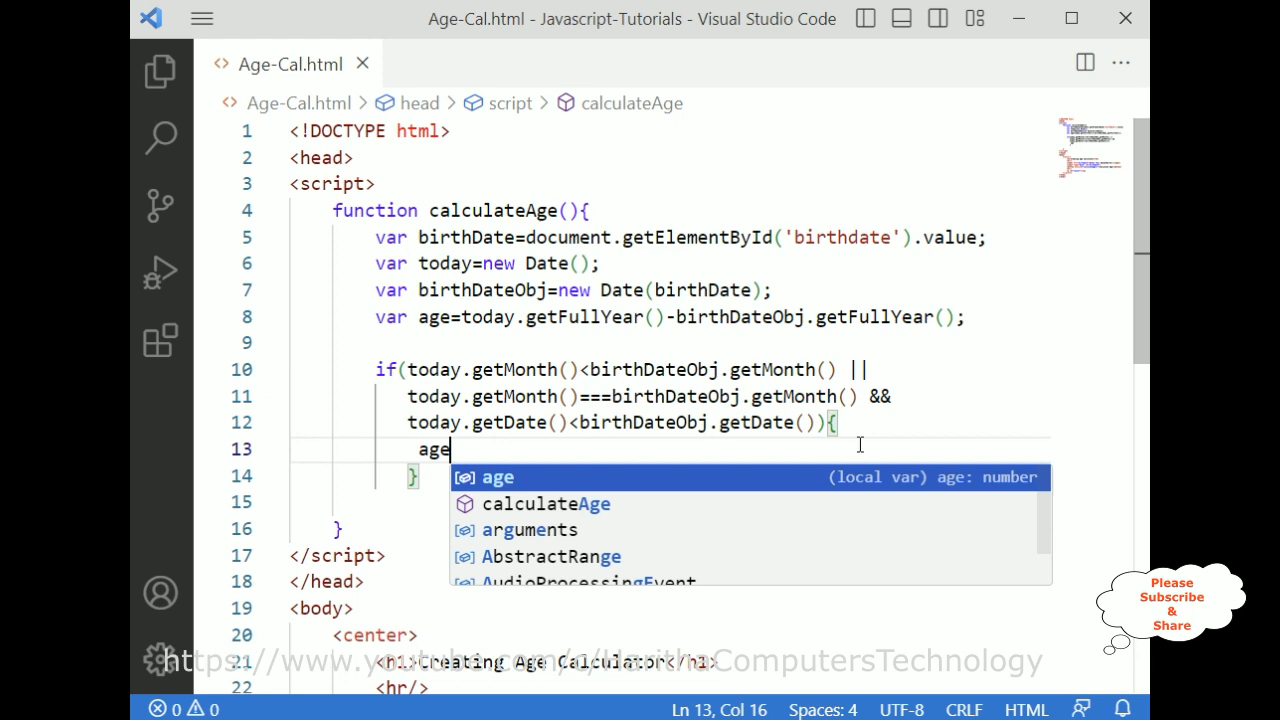 Age-Cal.html - Javascript-Tutorials - Visual Studio Code
Age-Cal.html
Age-Cal.html > head > script > calculateAge
1 <!DOCTYPE html>
2 <head>
3 <script>
4 function calculateAge(){
5 var birthDate=document.getElementById('birthdate').value;
6 var today=new Date();
7 var birthDateObj=new Date(birthDate);
8 var age=today.getFullYear()-birthDateObj.getFullYear();
9
10 if(today.getMonth()<birthDateObj.getMonth() ||
11 today.getMonth()===birthDateObj.getMonth() &&
12 today.getDate()<birthDateObj.getDate()){
13 age
14 }
age (local var) age: number
calculateAge
arguments
AbstractRange
AudioProcessingEvent
15
16 }
17 </script>
18 </head>
19 <body>
20 <center>
21 <h1>Creating Age Calculator</h1>
22 <hr/>
Please
Subscribe
&
Share
https://www.youtube.com/c/HarithaComputersTechnology
0 0 Ln 13, Col 16 Spaces: 4 UTF-8 CRLF HTML